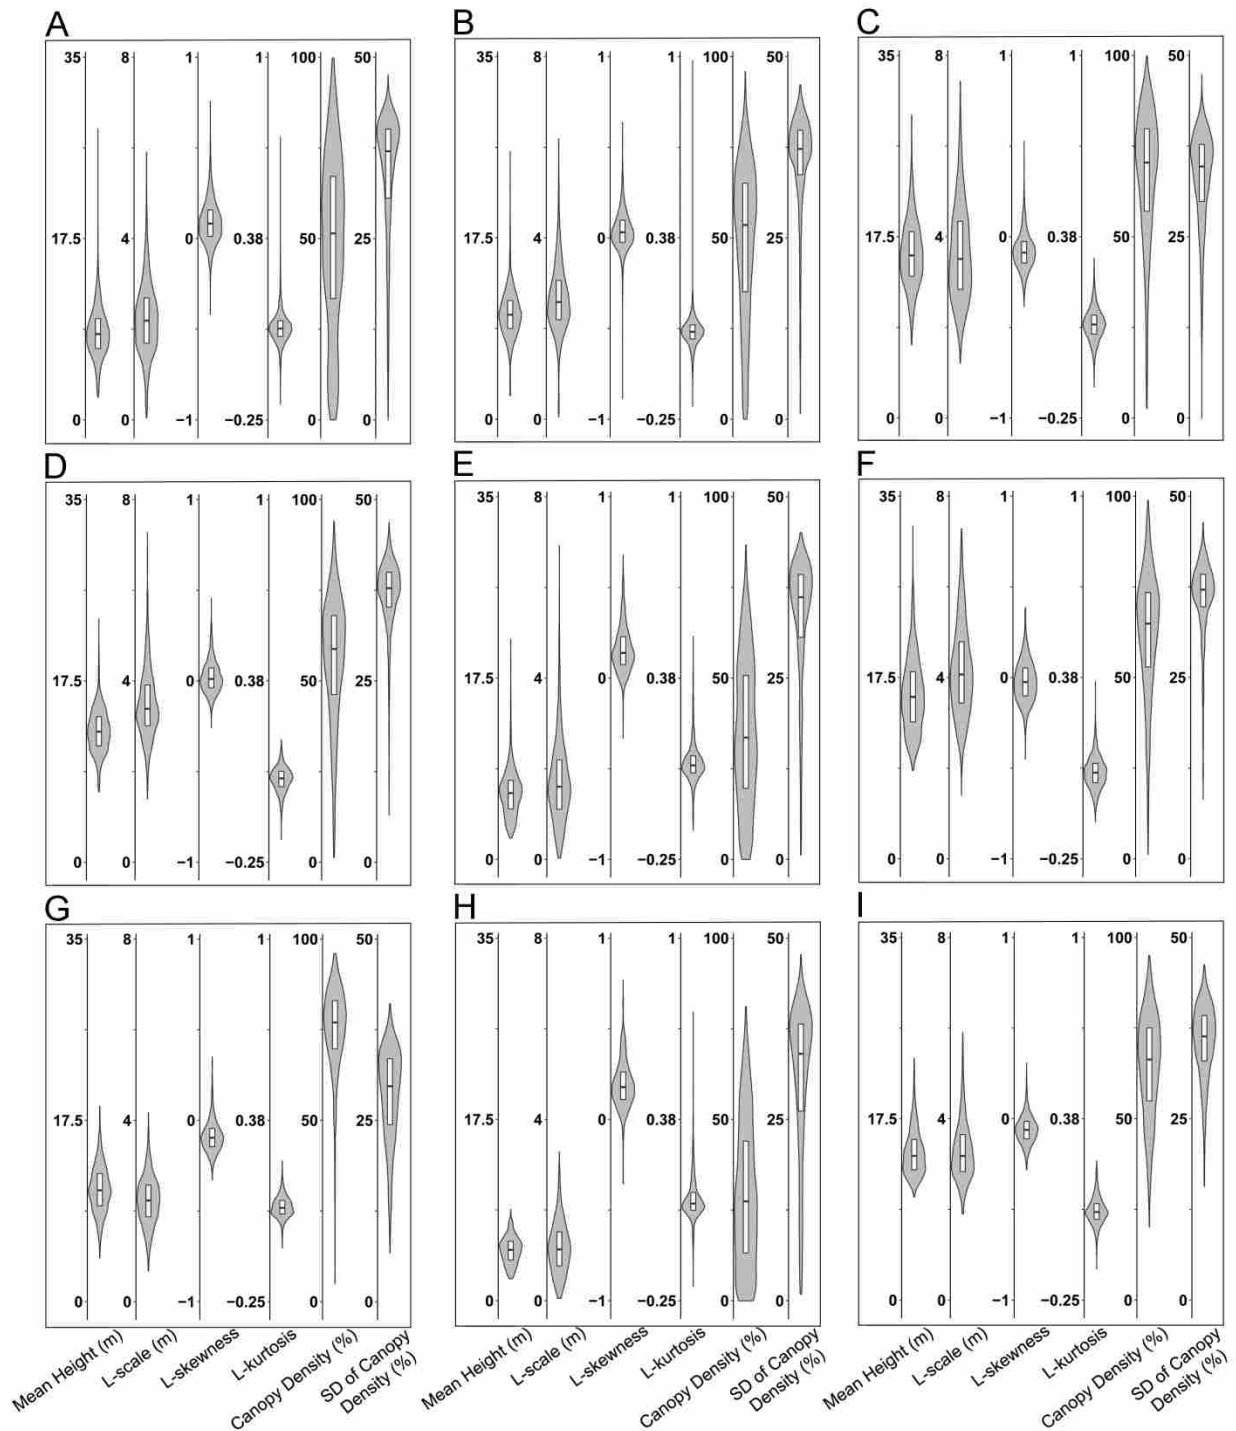 A B C
35 8 1 1 100 50
35 8 1 1 100 50
35 8 1 1 100 50
17.5 4 0 0.38 50 25
17.5 4 0 0.38 50 25
17.5 4 0 0.38 50 25
0 0 −1 −0.25 0 0
0 0 −1 −0.25 0 0
0 0 −1 −0.25 0 0
D E F
35 8 1 1 100 50
35 8 1 1 100 50
35 8 1 1 100 50
17.5 4 0 0.38 50 25
17.5 4 0 0.38 50 25
17.5 4 0 0.38 50 25
0 0 −1 −0.25 0 0
0 0 −1 −0.25 0 0
0 0 −1 −0.25 0 0
G H I
35 8 1 1 100 50
35 8 1 1 100 50
35 8 1 1 100 50
17.5 4 0 0.38 50 25
17.5 4 0 0.38 50 25
17.5 4 0 0.38 50 25
0 0 −1 −0.25 0 0
0 0 −1 −0.25 0 0
0 0 −1 −0.25 0 0
Mean Height (m)
L-scale (m)
L-skewness
L-kurtosis
Canopy Density (%)
SD of Canopy
Density (%)
Mean Height (m)
L-scale (m)
L-skewness
L-kurtosis
Canopy Density (%)
SD of Canopy
Density (%)
Mean Height (m)
L-scale (m)
L-skewness
L-kurtosis
Canopy Density (%)
SD of Canopy
Density (%)